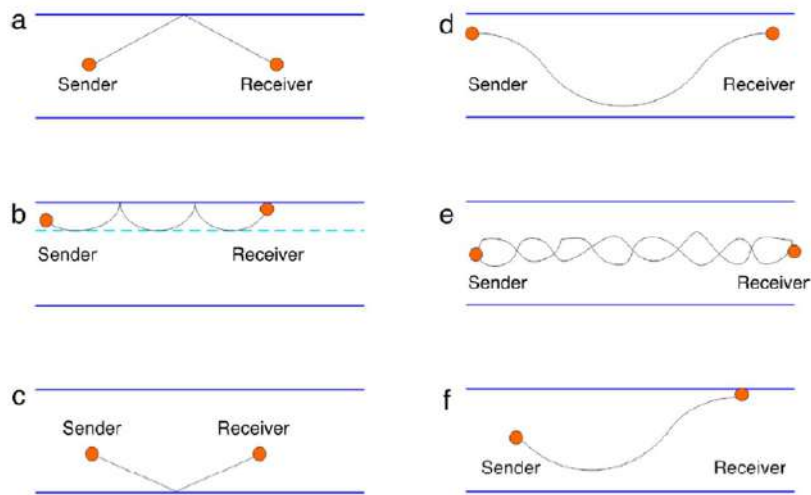 a
Sender Receiver
b
Sender Receiver
c
Sender Receiver
d
Sender Receiver
e
Sender Receiver
f
Sender Receiver